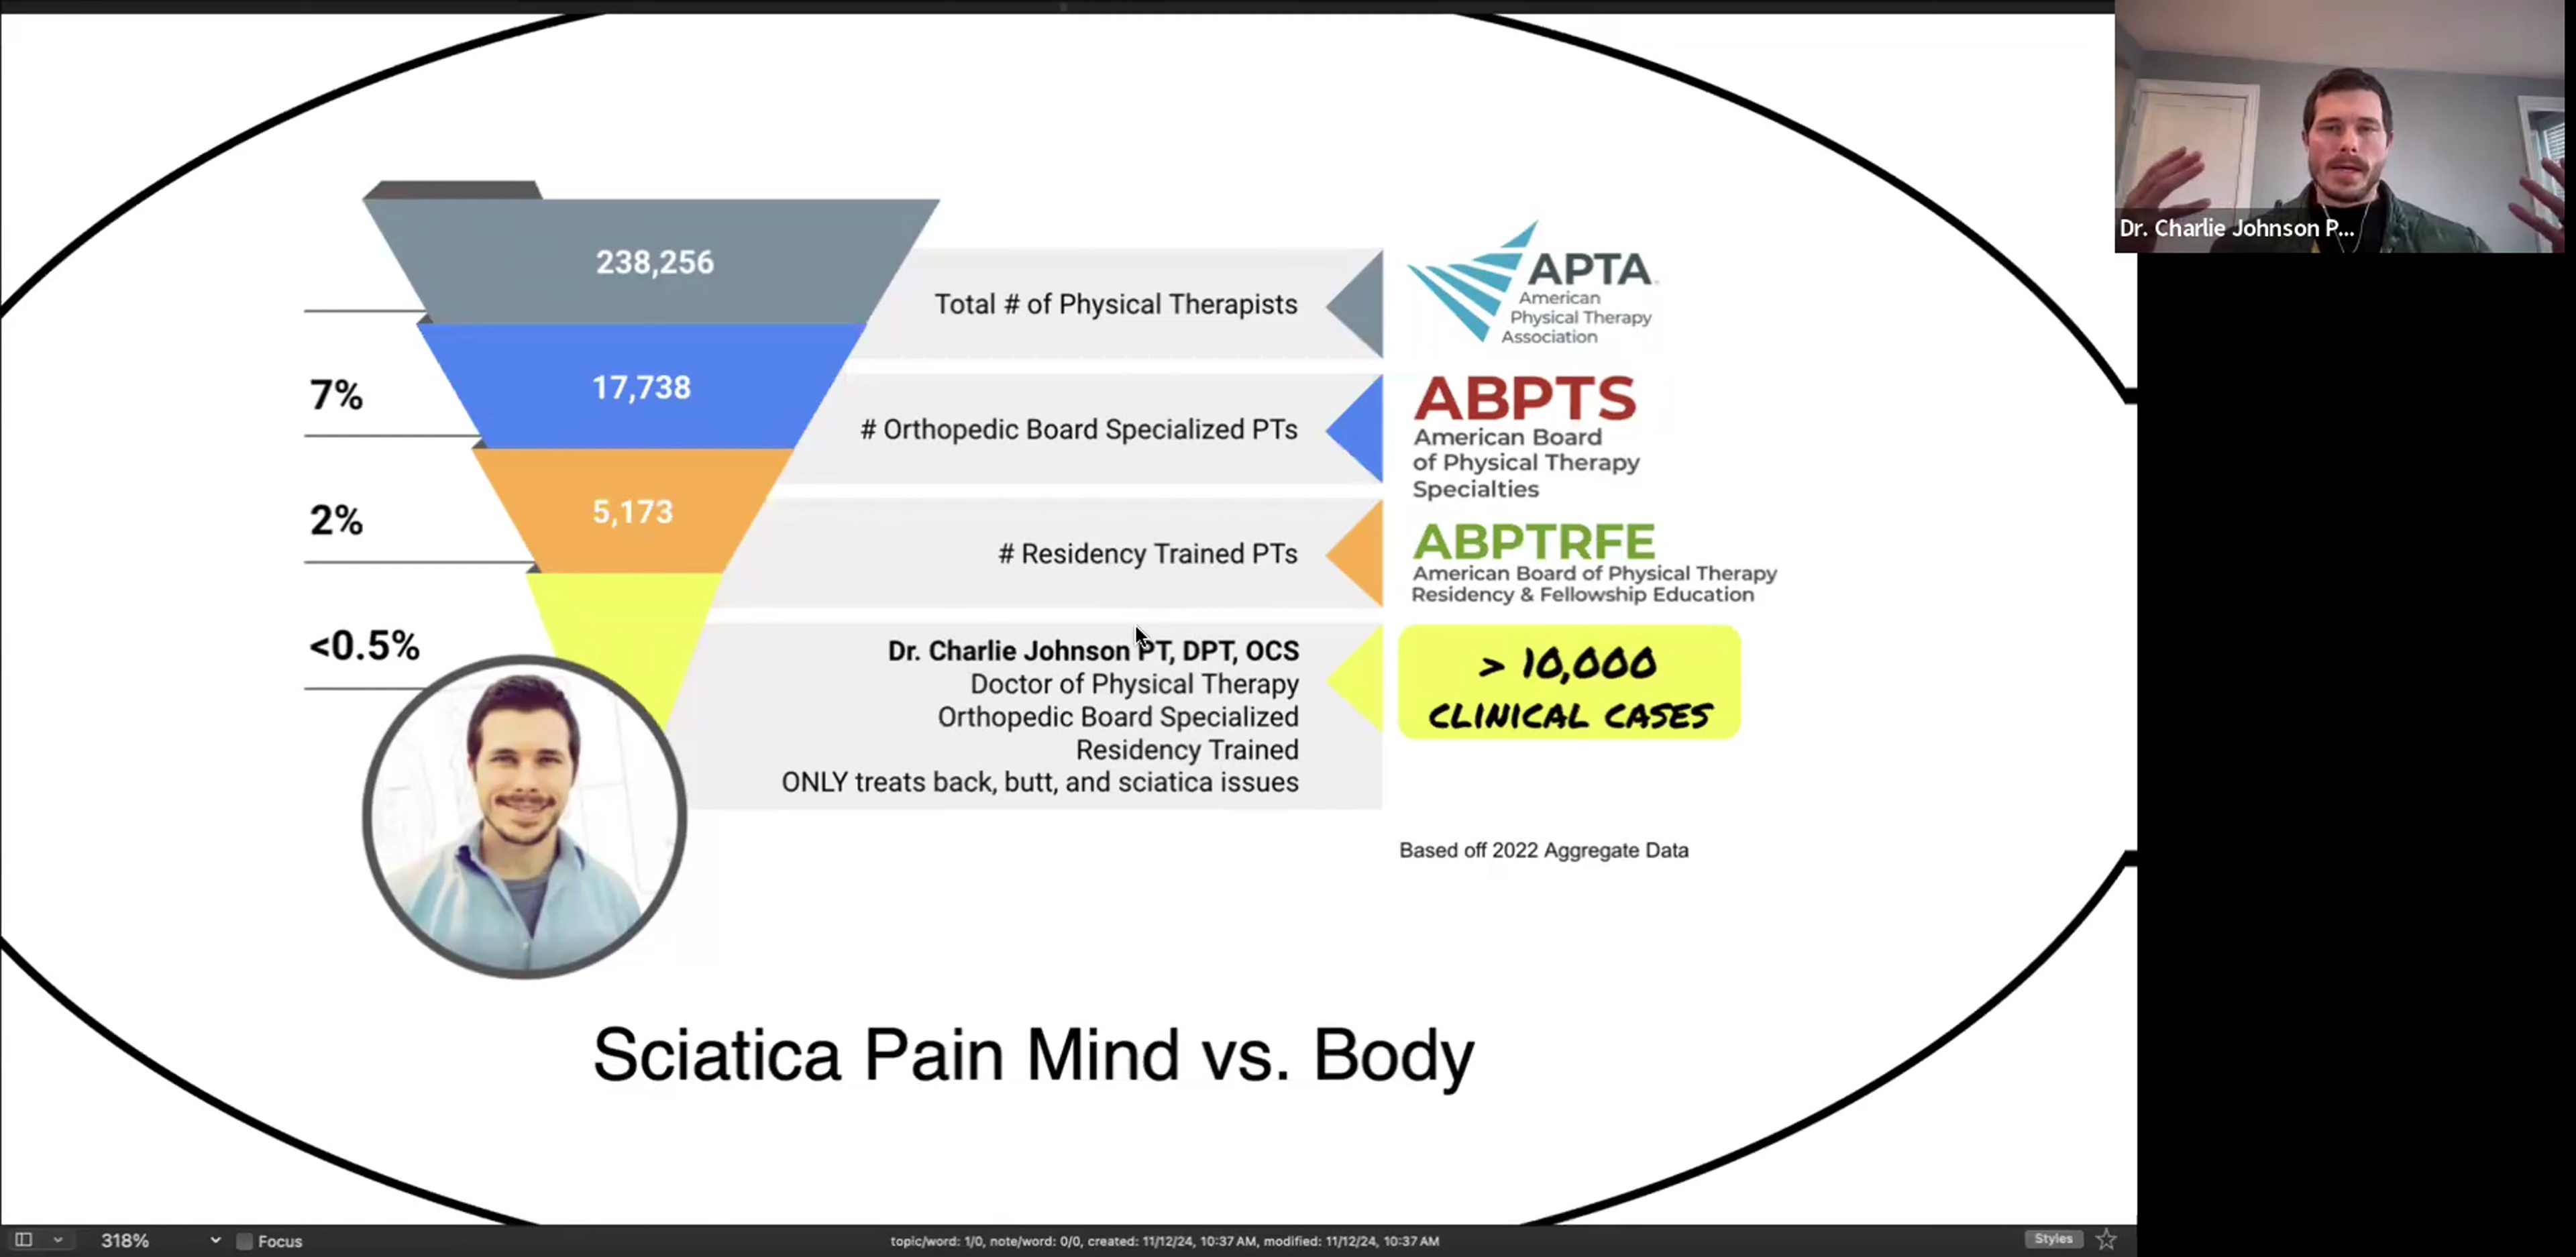 238,256
Total # of Physical Therapists
APTA
American
Physical Therapy
Association
7%
17,738
# Orthopedic Board Specialized PTs
ABPTS
American Board
of Physical Therapy
Specialties
2%
5,173
# Residency Trained PTs
ABPTRFE
American Board of Physical Therapy
Residency & Fellowship Education
<0.5%
Dr. Charlie Johnson PT, DPT, OCS
Doctor of Physical Therapy
Orthopedic Board Specialized
Residency Trained
ONLY treats back, butt, and sciatica issues
> 10,000
CLINICAL CASES
Based off 2022 Aggregate Data
Sciatica Pain Mind vs. Body
Dr. Charlie Johnson P...
318%
Focus
topic/word: 1/0, note/word: 0/0, created: 11/12/24, 10:37 AM, modified: 11/12/24, 10:37 AM
Styles